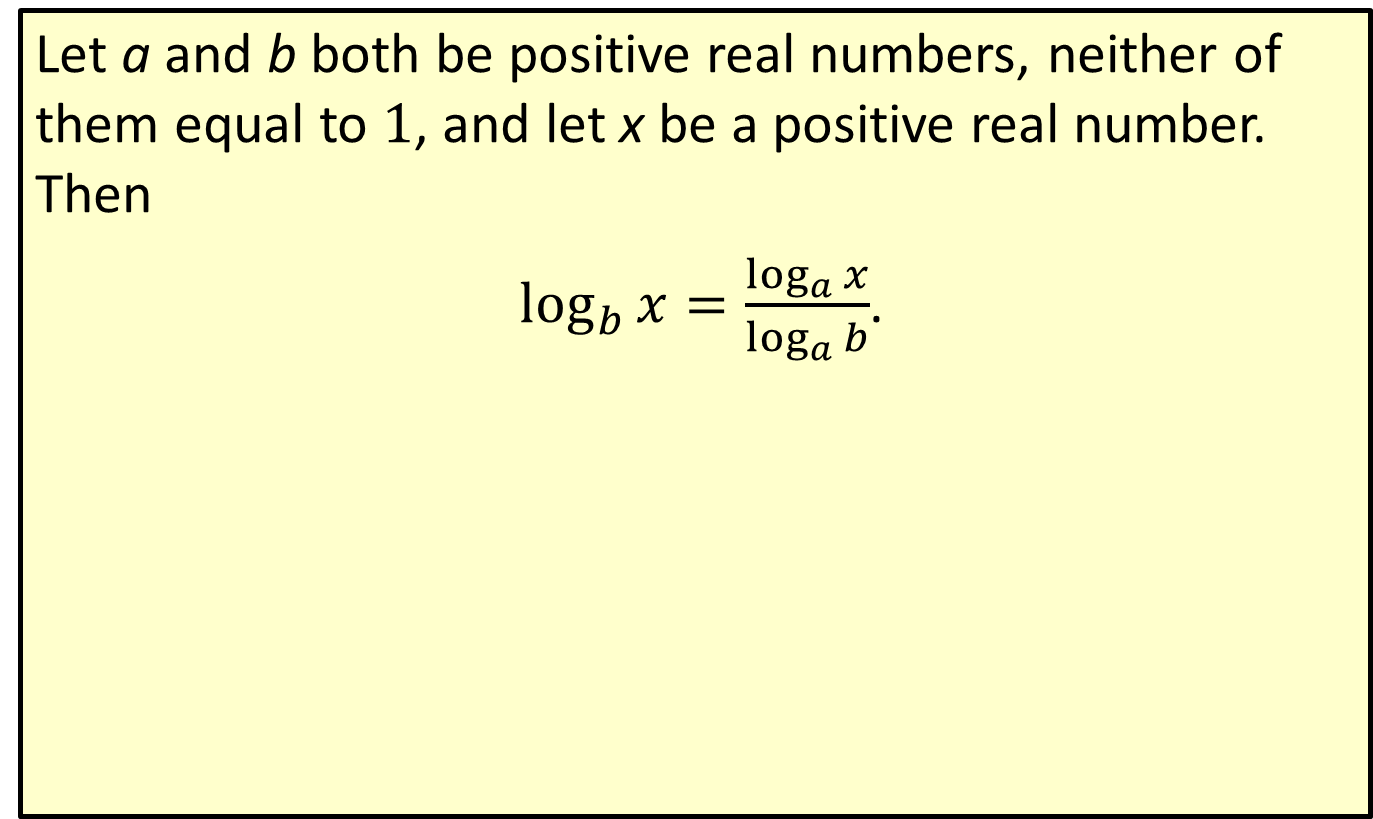 Let a and b both be positive real numbers, neither of
them equal to 1, and let x be a positive real number.
Then
log_b x = \frac{log_a x}{log_a b}.